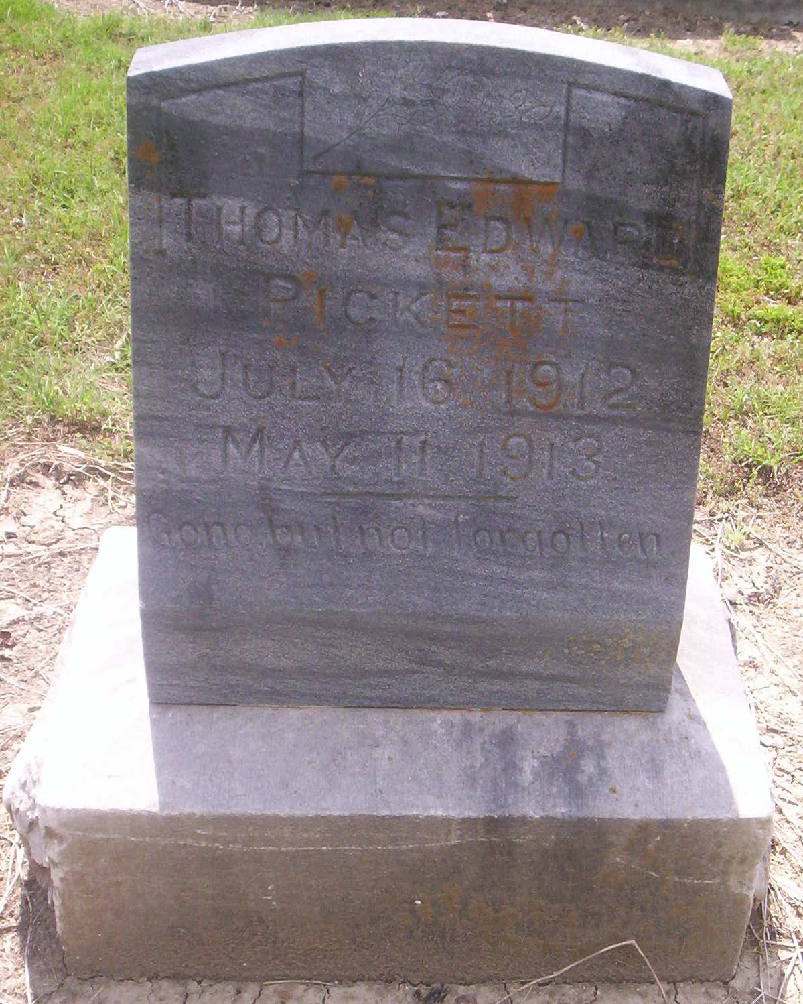 THOMAS EDWARD
PICKETT
JULY 16, 1912
MAY 11 1913
Gone, but not forgotten